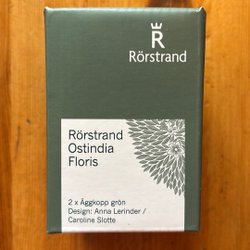 Rörstrand
Rörstrand
Ostindia
Floris
2 x Äggkopp grön
Design: Anna Lerinder /
Caroline Slotte